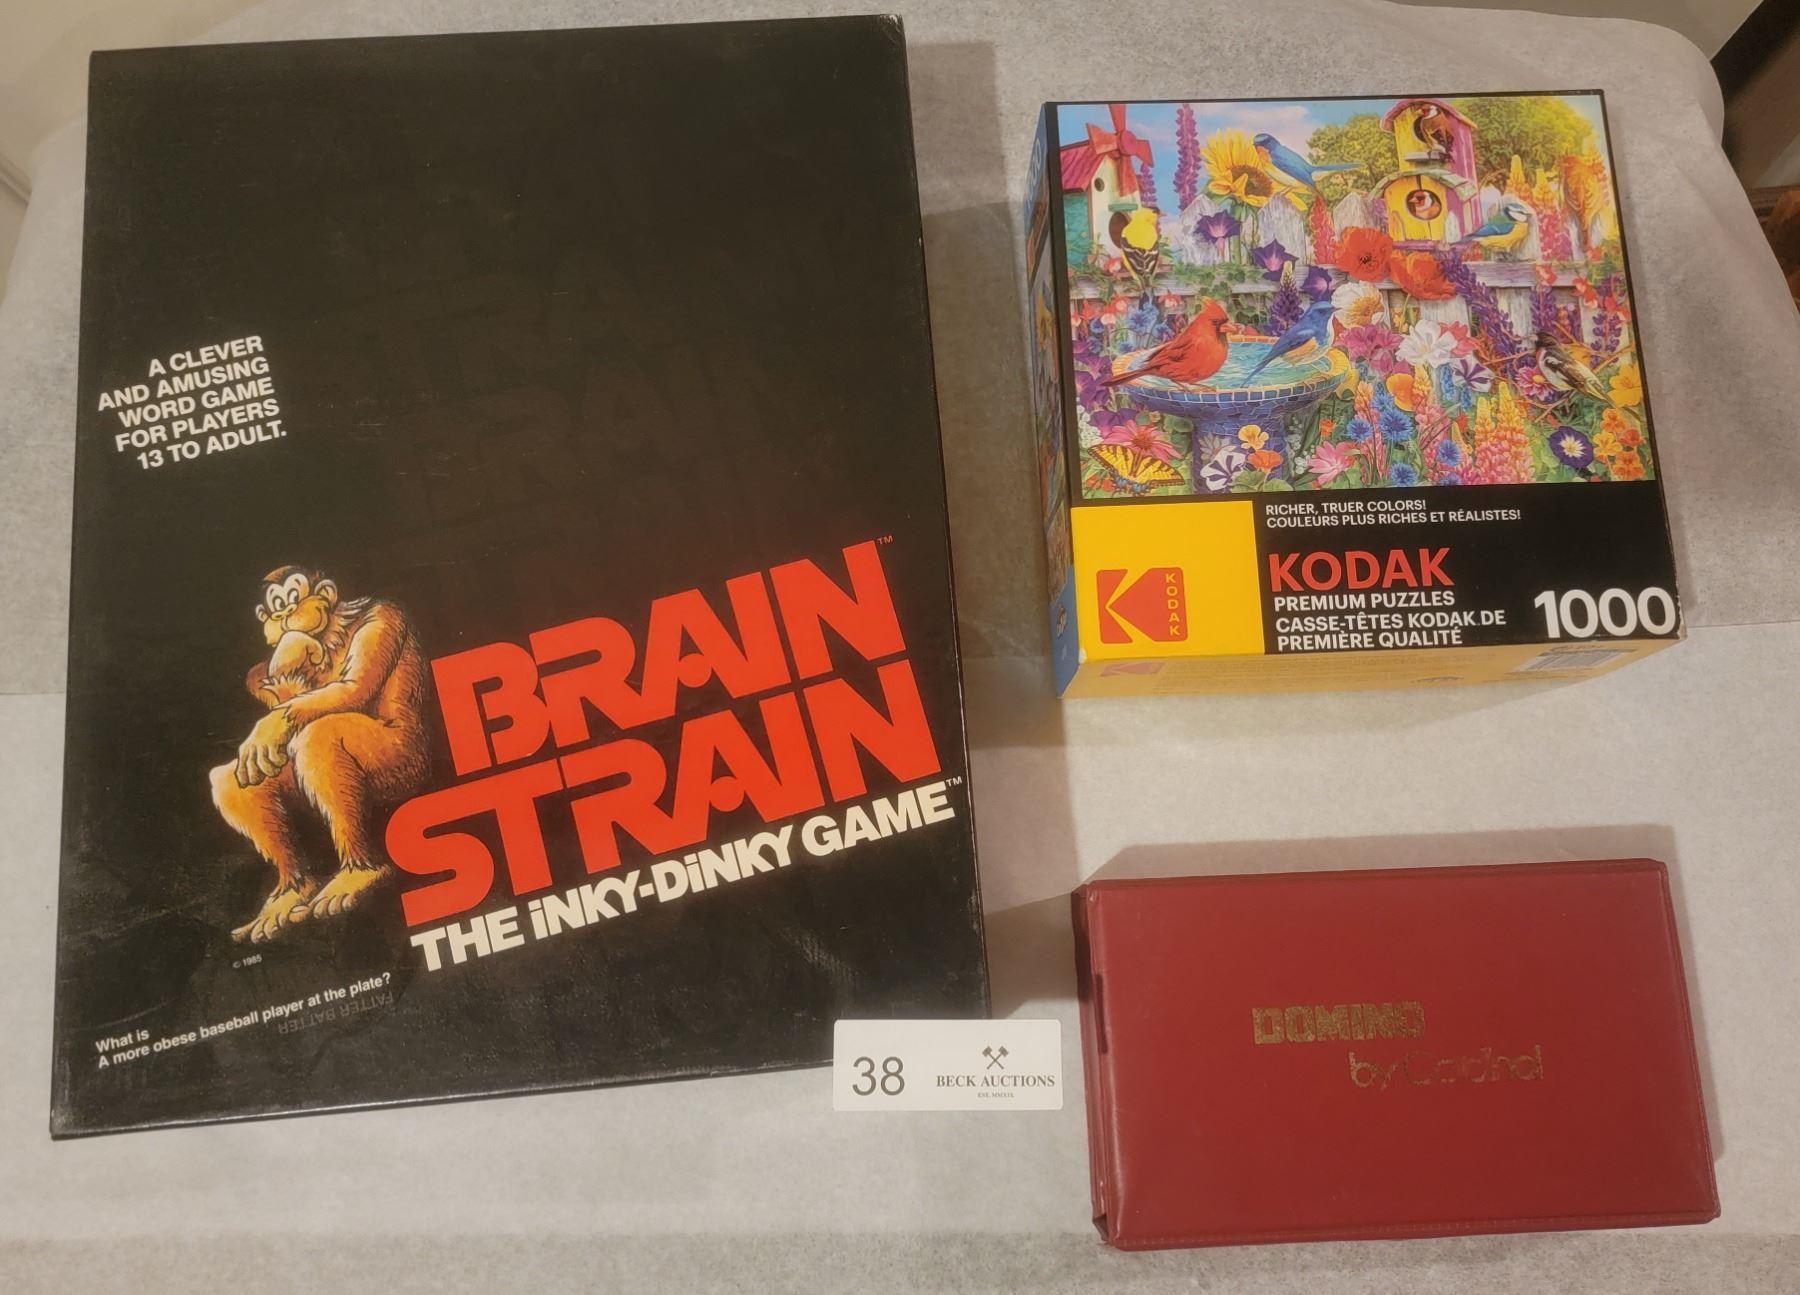 A CLEVER
AND AMUSING
WORD GAME
FOR PLAYERS
13 TO ADULT.
BRAIN™
STRAIN
THE iNKY-DiNKY GAME™
© 1985
What is
A more obese baseball player at the plate?
FATTER BATTER
RICHER, TRUER COLORS!
COULEURS PLUS RICHES ET RÉALISTES!
KODAK
KODAK
PREMIUM PUZZLES
CASSE-TÊTES KODAK DE
PREMIÈRE QUALITÉ
1000
38
BECK AUCTIONS
EST. MMXIX
DOMINO
by Cardinal